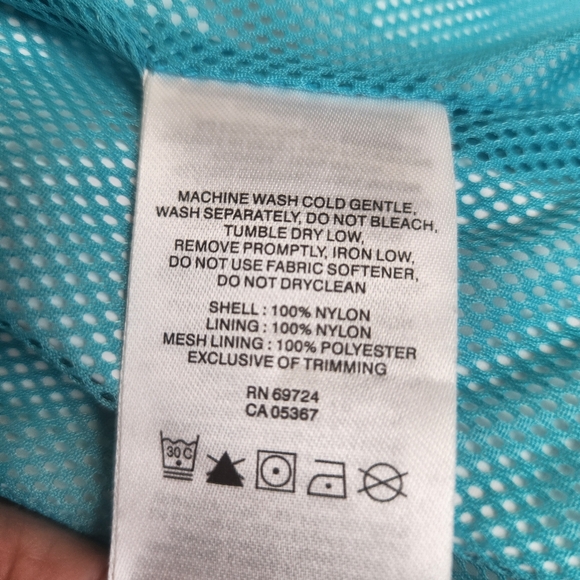 MACHINE WASH COLD GENTLE,
WASH SEPARATELY, DO NOT BLEACH,
TUMBLE DRY LOW,
REMOVE PROMPTLY, IRON LOW,
DO NOT USE FABRIC SOFTENER,
DO NOT DRYCLEAN
SHELL : 100% NYLON
LINING : 100% NYLON
MESH LINING : 100% POLYESTER
EXCLUSIVE OF TRIMMING
RN 69724
CA 05367
30 C